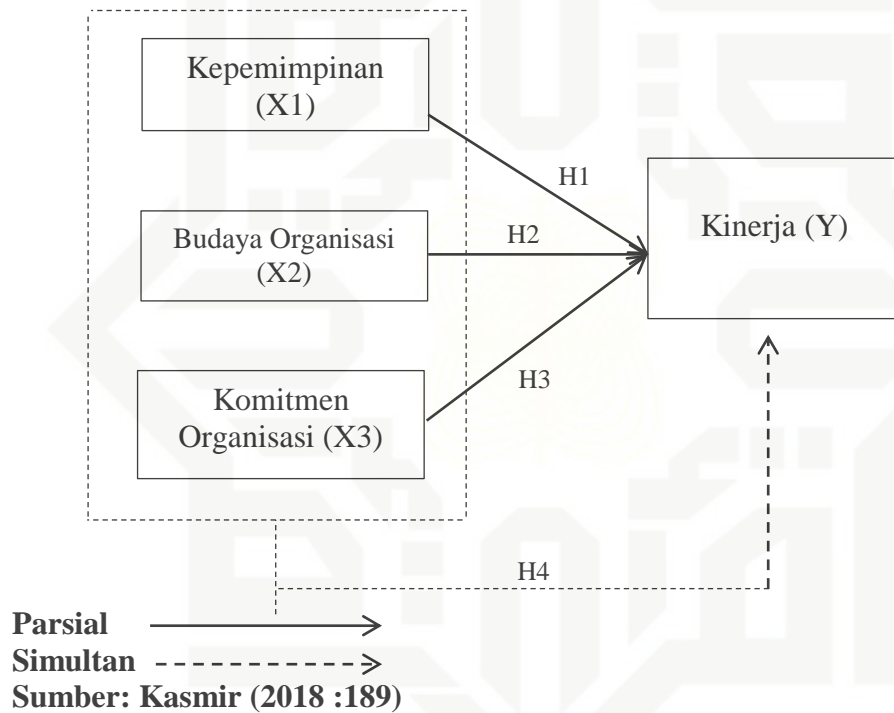 Kepemimpinan
(X1)
H1
Kinerja (Y)
Budaya Organisasi
(X2)
H2
H3
Komitmen
Organisasi (X3)
H4
Parsial
Simultan
Sumber: Kasmir (2018 :189)